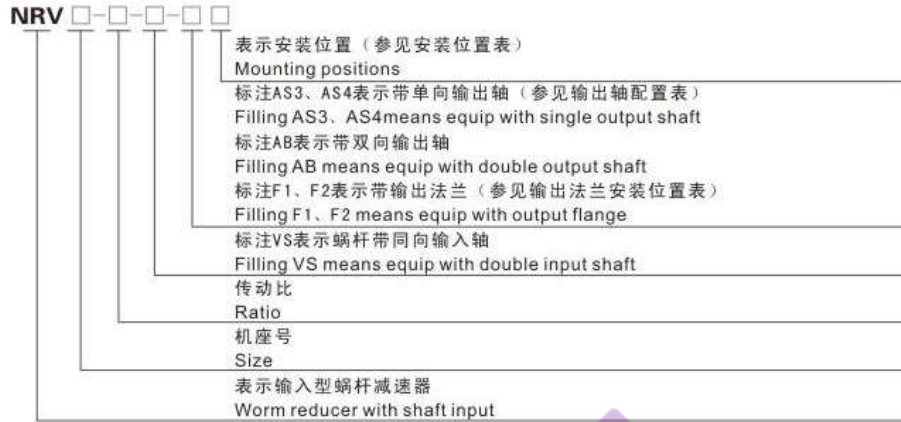 NRV □-□-□-□ □
表示安装位置（参见安装位置表）
Mounting positions
标注AS3、AS4表示带单向输出轴（参见输出轴配置表）
Filling AS3、AS4means equip with single output shaft
标注AB表示带双向输出轴
Filling AB means equip with double output shaft
标注F1、F2表示带输出法兰（参见输出法兰安装位置表）
Filling F1、F2 means equip with output flange
标注VS表示蜗杆带同向输入轴
Filling VS means equip with double input shaft
传动比
Ratio
机座号
Size
表示输入型蜗杆减速器
Worm reducer with shaft input